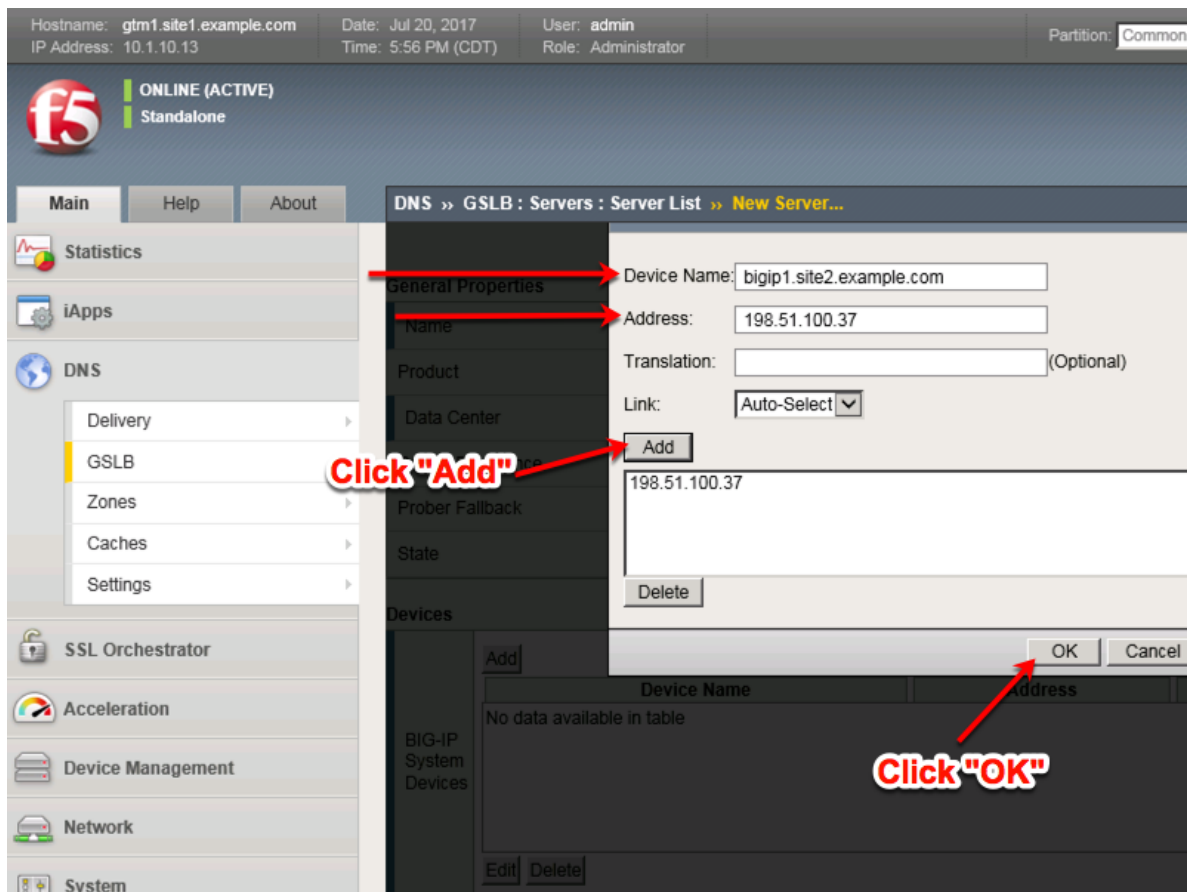 Hostname: gtm1.site1.example.com Date: Jul 20, 2017 User: admin
IP Address: 10.1.10.13 Time: 5:56 PM (CDT) Role: Administrator
Partition: Common
f5
ONLINE (ACTIVE)
Standalone
Main Help About
DNS » GSLB : Servers : Server List » New Server...
Statistics
iApps
DNS
Delivery
GSLB
Zones
Caches
Settings
SSL Orchestrator
Acceleration
Device Management
Network
System
General Properties
Name
Product
Data Center
Prober Fallback
State
Device Name: bigip1.site2.example.com
Address: 198.51.100.37
Translation: (Optional)
Link: Auto-Select
Add
Click "Add"
198.51.100.37
Delete
OK Cancel
Click "OK"
Devices
Add
Device Name Address
No data available in table
BIG-IP
System
Devices
Edit Delete